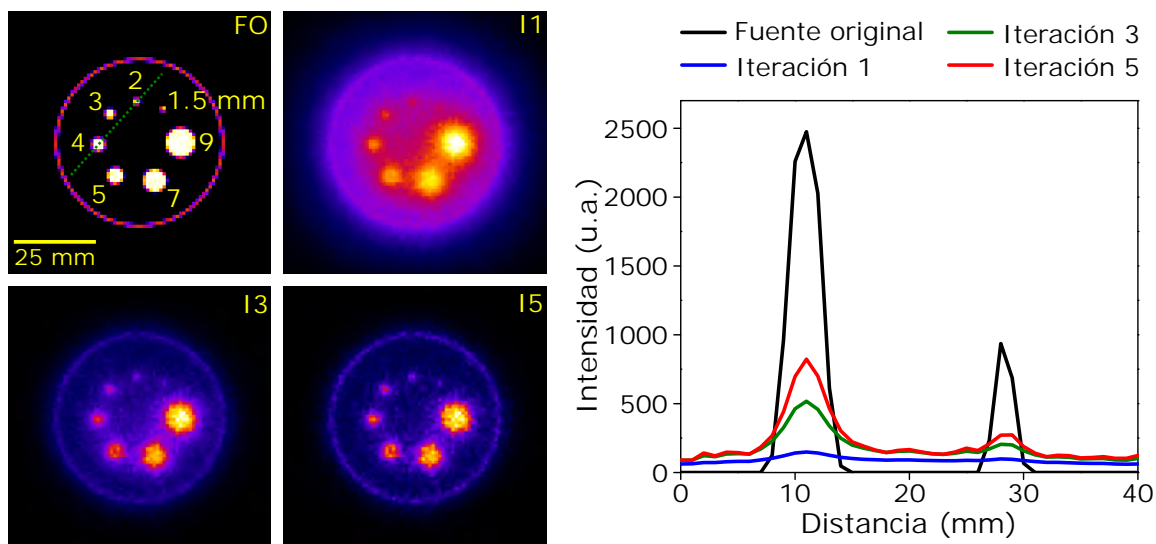 FO
2
3
1.5 mm
4
9
5
7
25 mm
I1
I3
I5
Fuente original
Iteración 3
Iteración 1
Iteración 5
Intensidad (u.a.)
2500
2000
1500
1000
500
0
0 10 20 30 40
Distancia (mm)